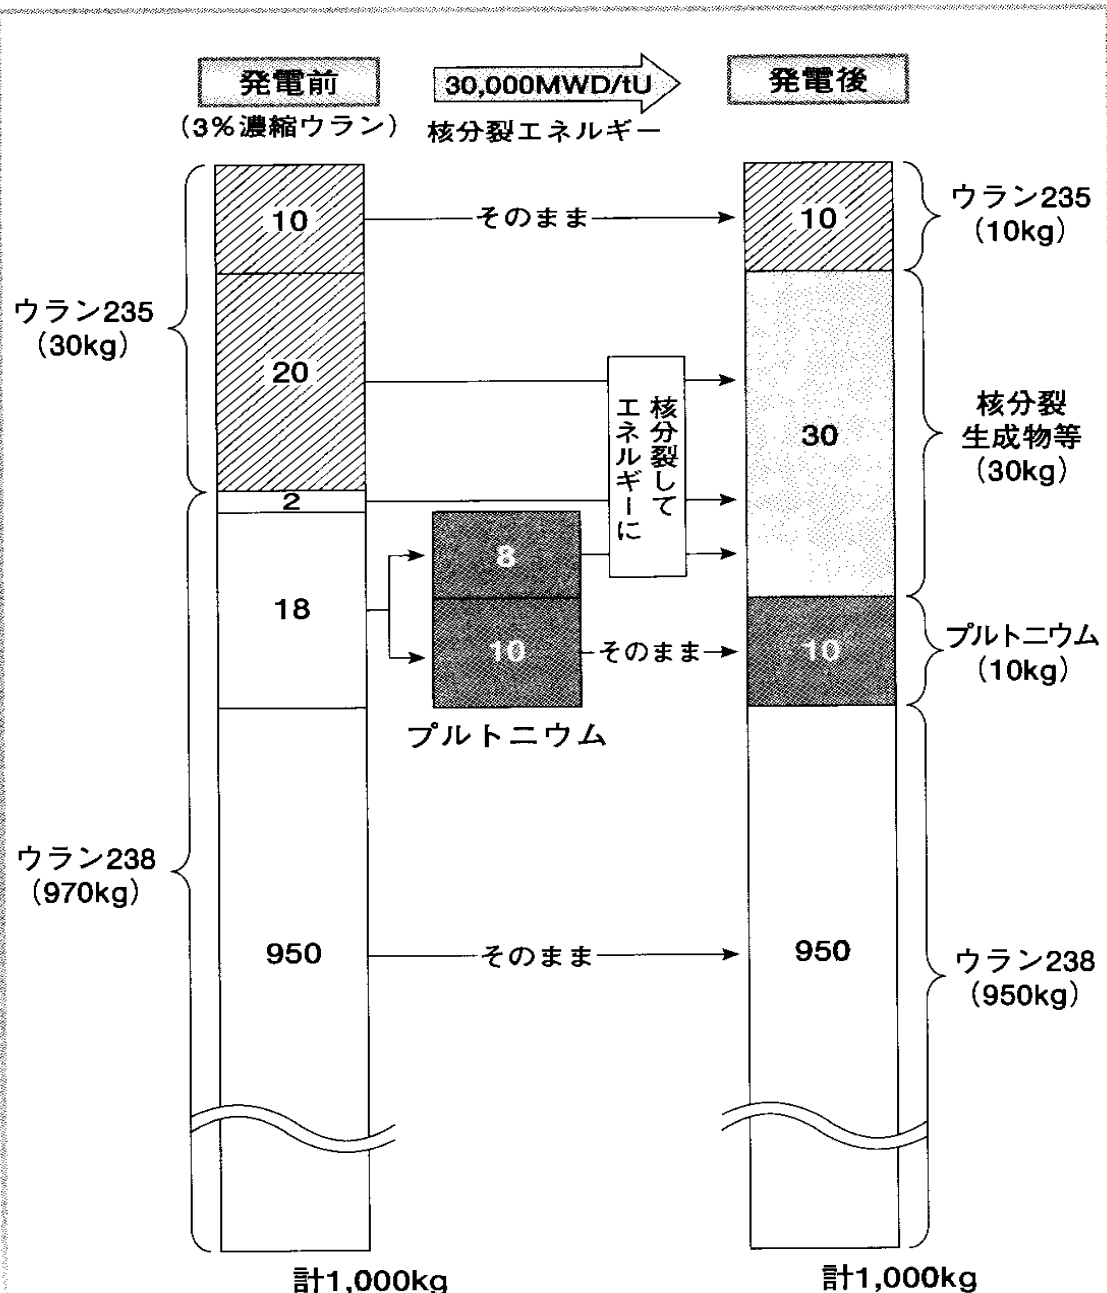 発電前
(3%濃縮ウラン)
30,000MWD/tU
核分裂エネルギー
発電後
ウラン235
(30kg)
10
そのまま
10
ウラン235
(10kg)
20
核分裂して
エネルギーに
30
核分裂
生成物等
(30kg)
2
18
8
10
そのまま
10
プルトニウム
(10kg)
プルトニウム
ウラン238
(970kg)
950
そのまま
950
ウラン238
(950kg)
計1,000kg
計1,000kg